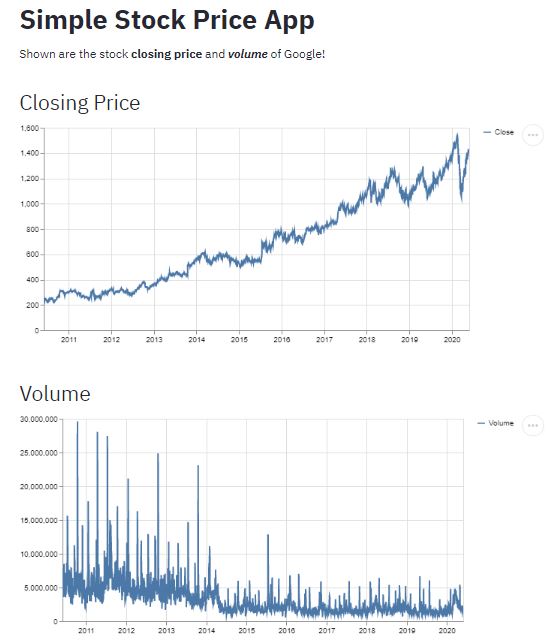 Simple Stock Price App
Shown are the stock closing price and volume of Google!
Closing Price
1,600
1,400
1,200
1,000
800
600
400
200
0
2011 2012 2013 2014 2015 2016 2017 2018 2019 2020
Close
Volume
30,000,000
25,000,000
20,000,000
15,000,000
10,000,000
5,000,000
0
2011 2012 2013 2014 2015 2016 2017 2018 2019 2020
Volume